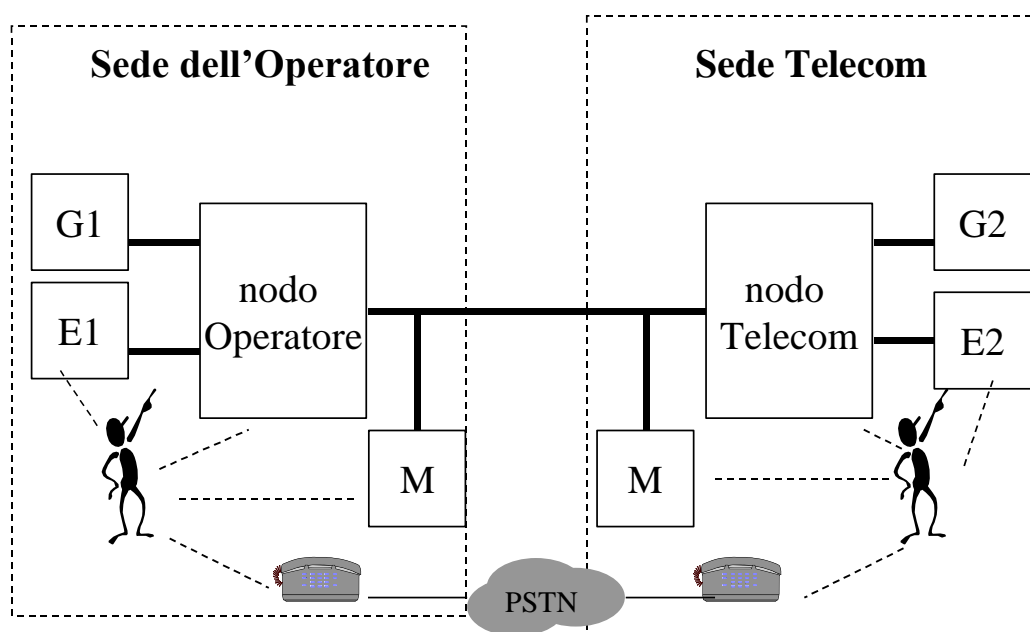 Sede dell’Operatore
Sede Telecom
G1
E1
nodo
Operatore
nodo
Telecom
G2
E2
M
M
PSTN